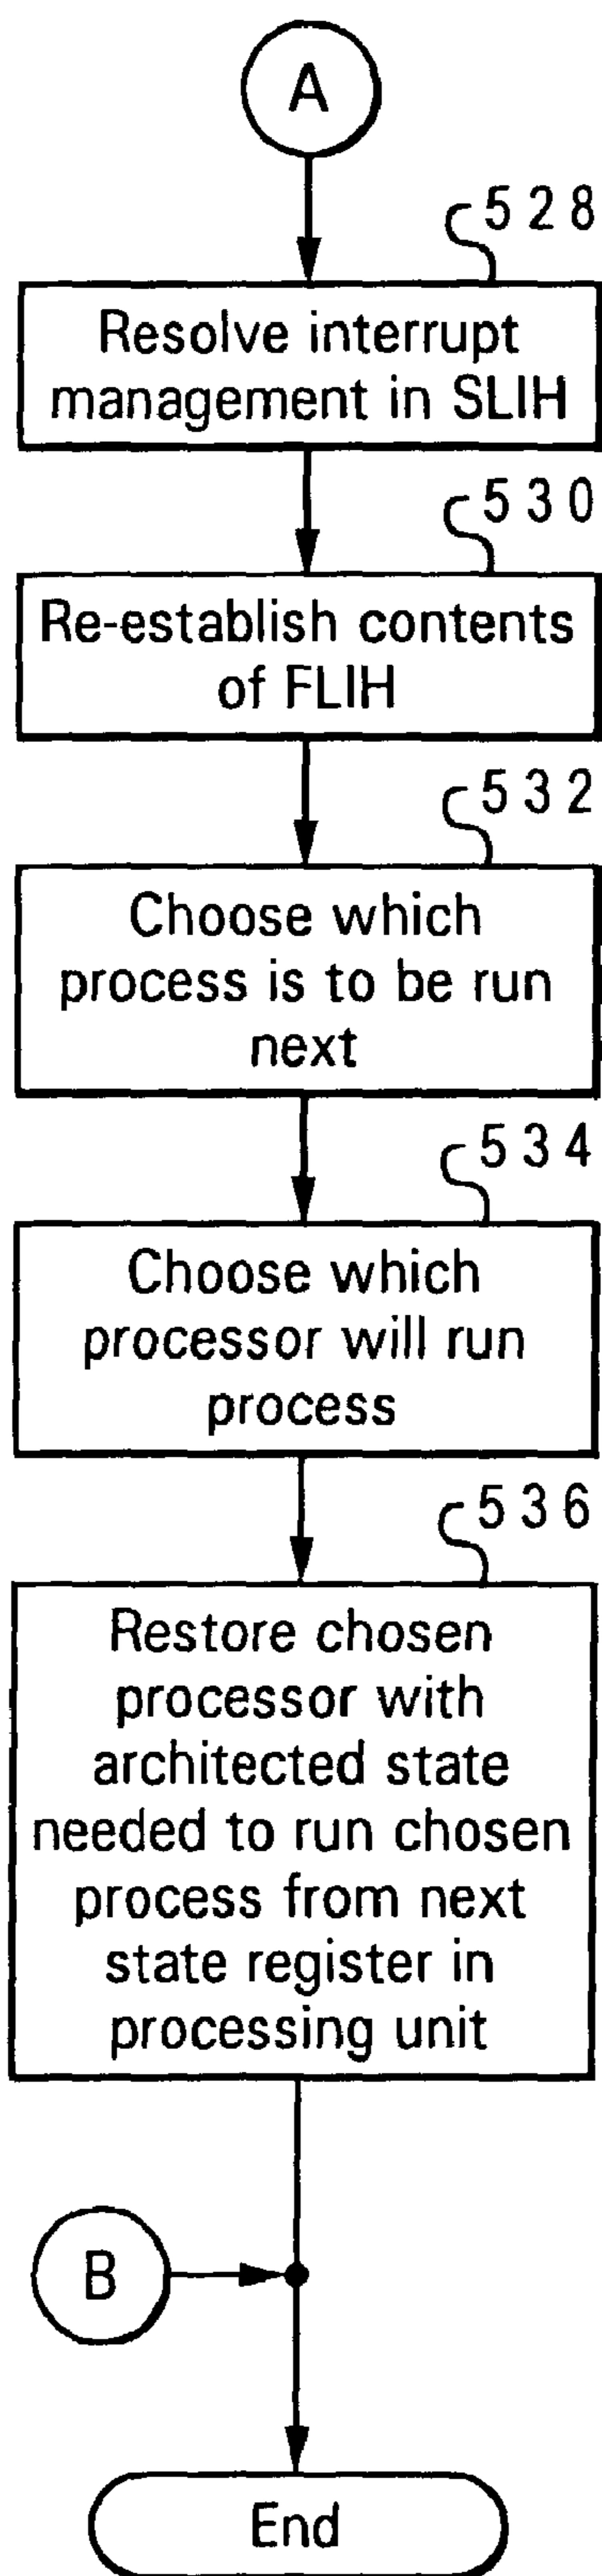 A
528
Resolve interrupt
management in SLIH
530
Re-establish contents
of FLIH
532
Choose which
process is to be run
next
534
Choose which
processor will run
process
536
Restore chosen
processor with
architected state
needed to run chosen
process from next
state register in
processing unit
B
End